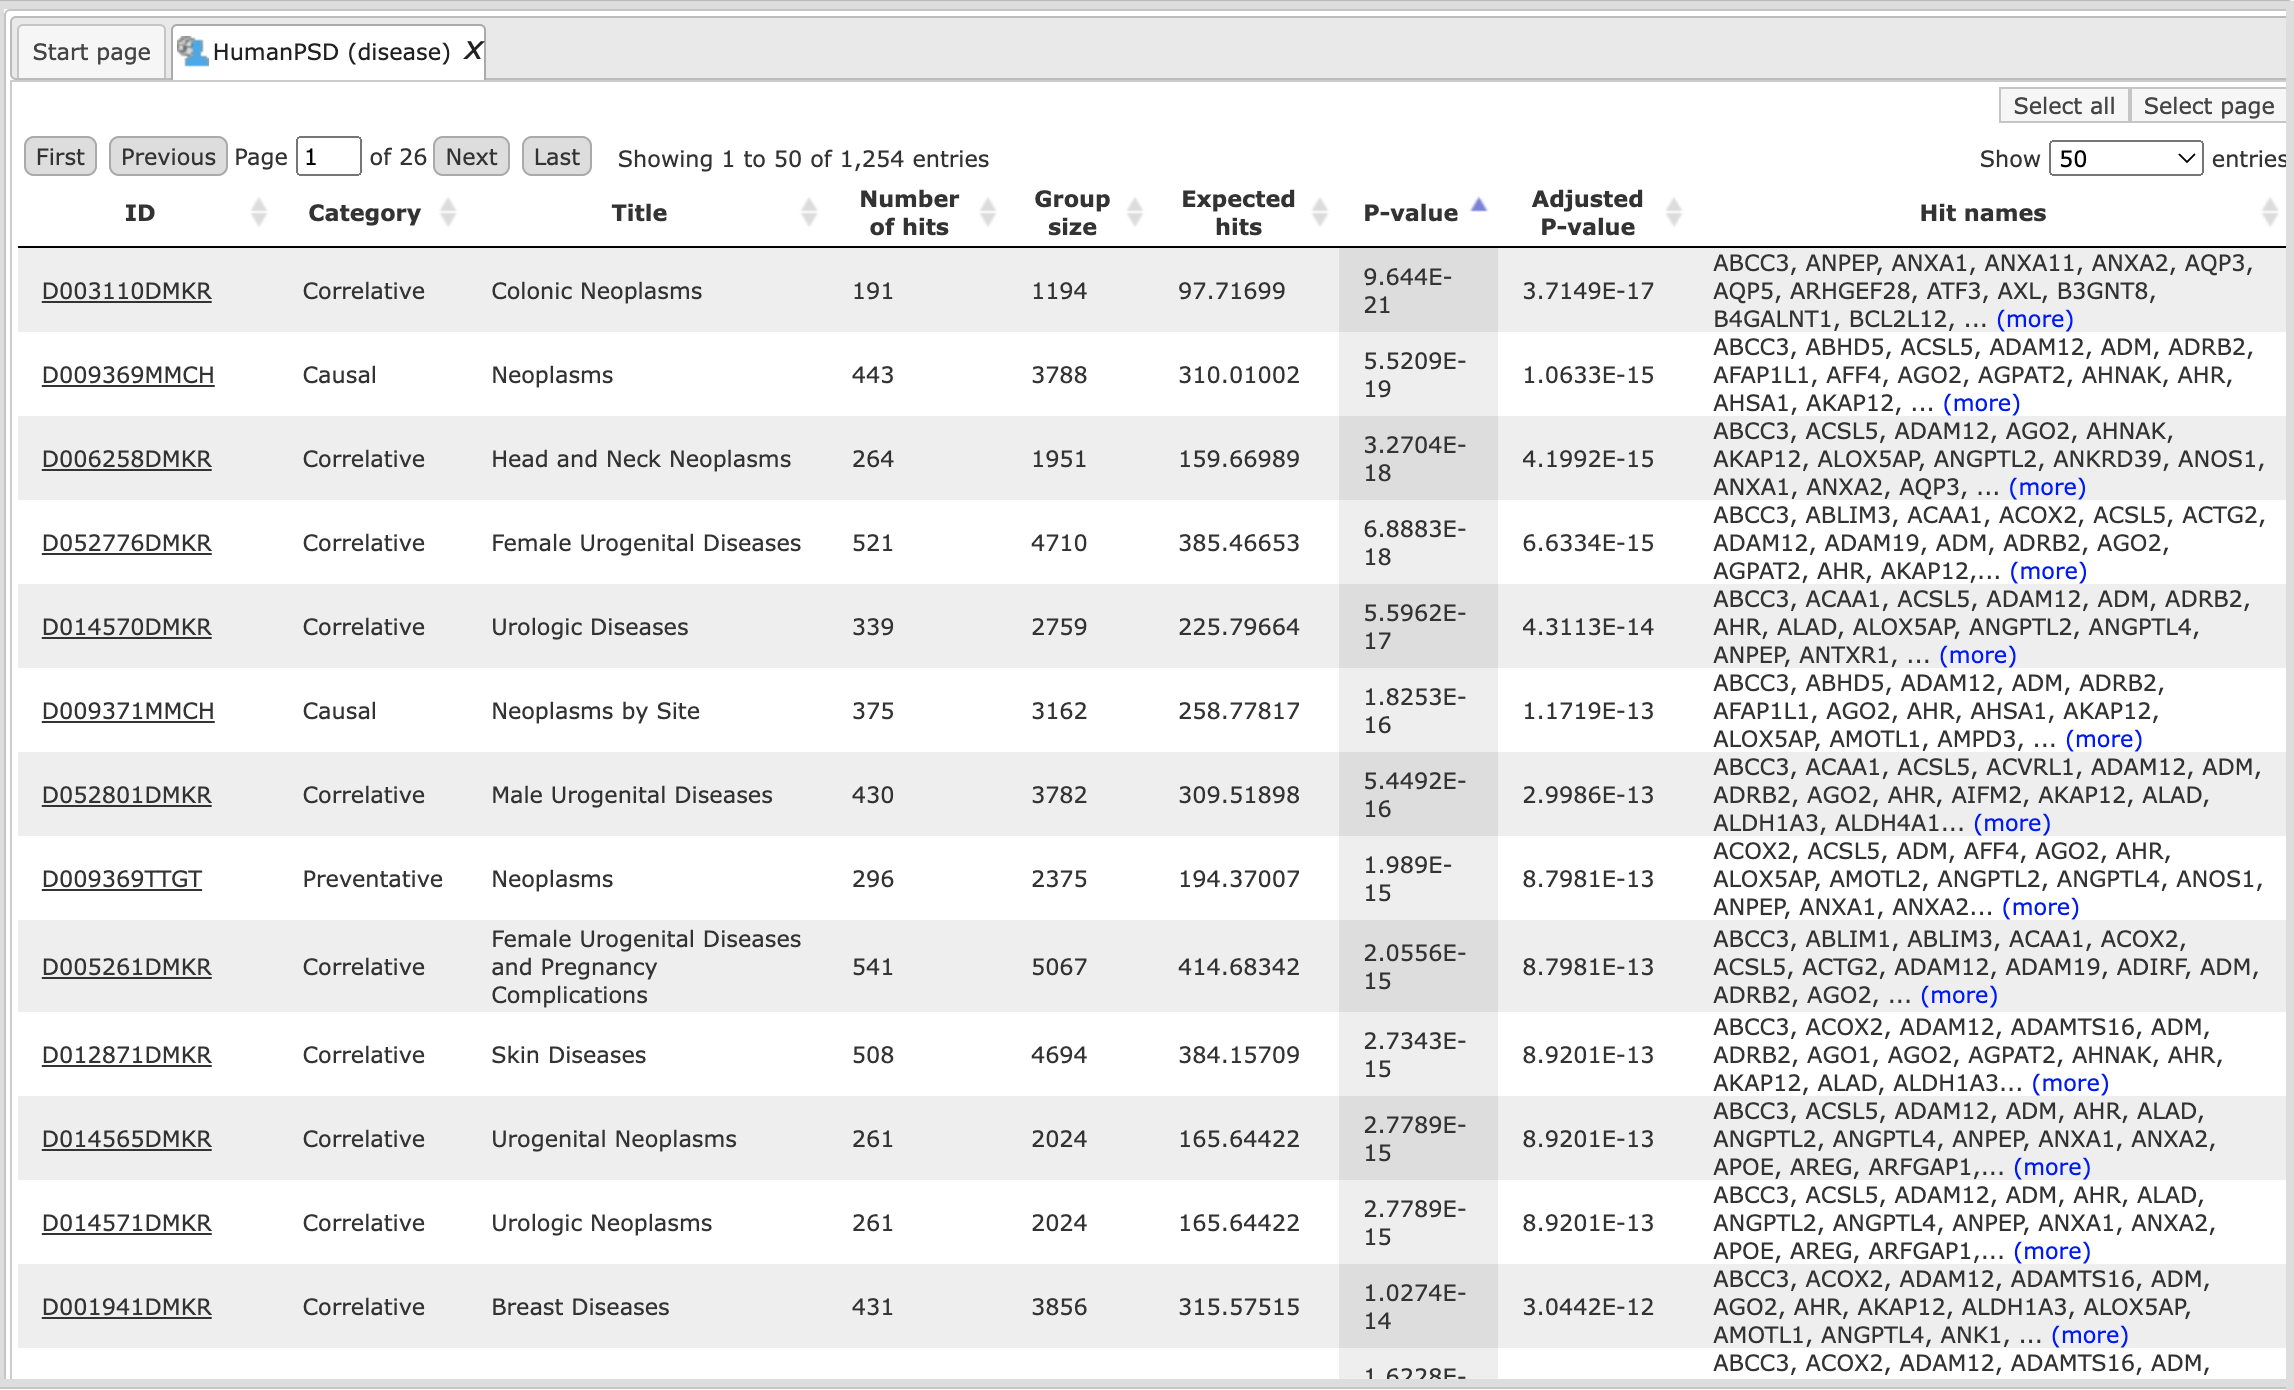 Start page
HumanPSD (disease) X
Select all Select page
First Previous Page 1 of 26 Next Last Showing 1 to 50 of 1,254 entries Show 50 entries
ID Category Title Number of hits Group size Expected hits P-value Adjusted P-value Hit names
D003110DMKR Correlative Colonic Neoplasms 191 1194 97.71699 9.644E-21 3.7149E-17 ABCC3, ANPEP, ANXA1, ANXA11, ANXA2, AQP3,
AQP5, ARHGEF28, ATF3, AXL, B3GNT8,
B4GALNT1, BCL2L12, ... (more)
D009369MMCH Causal Neoplasms 443 3788 310.01002 5.5209E-19 1.0633E-15 ABCC3, ABHD5, ACSL5, ADAM12, ADM, ADRB2,
AFAP1L1, AFF4, AGO2, AGPAT2, AHNAK, AHR,
AHSA1, AKAP12, ... (more)
D006258DMKR Correlative Head and Neck Neoplasms 264 1951 159.66989 3.2704E-18 4.1992E-15 ABCC3, ACSL5, ADAM12, AGO2, AHNAK,
AKAP12, ALOX5AP, ANGPTL2, ANKRD39, ANOS1,
ANXA1, ANXA2, AQP3, ... (more)
D052776DMKR Correlative Female Urogenital Diseases 521 4710 385.46653 6.8883E-18 6.6334E-15 ABCC3, ABLIM3, ACAA1, ACOX2, ACSL5, ACTG2,
ADAM12, ADAM19, ADM, ADRB2, AGO2,
AGPAT2, AHR, AKAP12,... (more)
D014570DMKR Correlative Urologic Diseases 339 2759 225.79664 5.5962E-17 4.3113E-14 ABCC3, ACAA1, ACSL5, ADAM12, ADM, ADRB2,
AHR, ALAD, ALOX5AP, ANGPTL2, ANGPTL4,
ANPEP, ANTXR1, ... (more)
D009371MMCH Causal Neoplasms by Site 375 3162 258.77817 1.8253E-16 1.1719E-13 ABCC3, ABHD5, ADAM12, ADM, ADRB2,
AFAP1L1, AGO2, AHR, AHSA1, AKAP12,
ALOX5AP, AMOTL1, AMPD3, ... (more)
D052801DMKR Correlative Male Urogenital Diseases 430 3782 309.51898 5.4492E-16 2.9986E-13 ABCC3, ACAA1, ACSL5, ACVRL1, ADAM12, ADM,
ADRB2, AGO2, AHR, AIFM2, AKAP12, ALAD,
ALDH1A3, ALDH4A1... (more)
D009369TTGT Preventative Neoplasms 296 2375 194.37007 1.989E-15 8.7981E-13 ACOX2, ACSL5, ADM, AFF4, AGO2, AHR,
ALOX5AP, AMOTL2, ANGPTL2, ANGPTL4, ANOS1,
ANPEP, ANXA1, ANXA2... (more)
D005261DMKR Correlative Female Urogenital Diseases and Pregnancy Complications 541 5067 414.68342 2.0556E-15 8.7981E-13 ABCC3, ABLIM1, ABLIM3, ACAA1, ACOX2,
ACSL5, ACTG2, ADAM12, ADAM19, ADIRF, ADM,
ADRB2, AGO2, ... (more)
D012871DMKR Correlative Skin Diseases 508 4694 384.15709 2.7343E-15 8.9201E-13 ABCC3, ACOX2, ADAM12, ADAMTS16, ADM,
ADRB2, AGO1, AGO2, AGPAT2, AHNAK, AHR,
AKAP12, ALAD, ALDH1A3... (more)
D014565DMKR Correlative Urogenital Neoplasms 261 2024 165.64422 2.7789E-15 8.9201E-13 ABCC3, ACSL5, ADAM12, ADM, AHR, ALAD,
ANGPTL2, ANGPTL4, ANPEP, ANXA1, ANXA2,
APOE, AREG, ARFGAP1,... (more)
D014571DMKR Correlative Urologic Neoplasms 261 2024 165.64422 2.7789E-15 8.9201E-13 ABCC3, ACSL5, ADAM12, ADM, AHR, ALAD,
ANGPTL2, ANGPTL4, ANPEP, ANXA1, ANXA2,
APOE, AREG, ARFGAP1,... (more)
D001941DMKR Correlative Breast Diseases 431 3856 315.57515 1.0274E-14 3.0442E-12 ABCC3, ACOX2, ADAM12, ADAMTS16, ADM,
AGO2, AHR, AKAP12, ALDH1A3, ALOX5AP,
AMOTL1, ANGPTL4, ANK1, ... (more)
1.6228E- ABCC3, ACOX2, ADAM12, ADAMTS16, ADM,